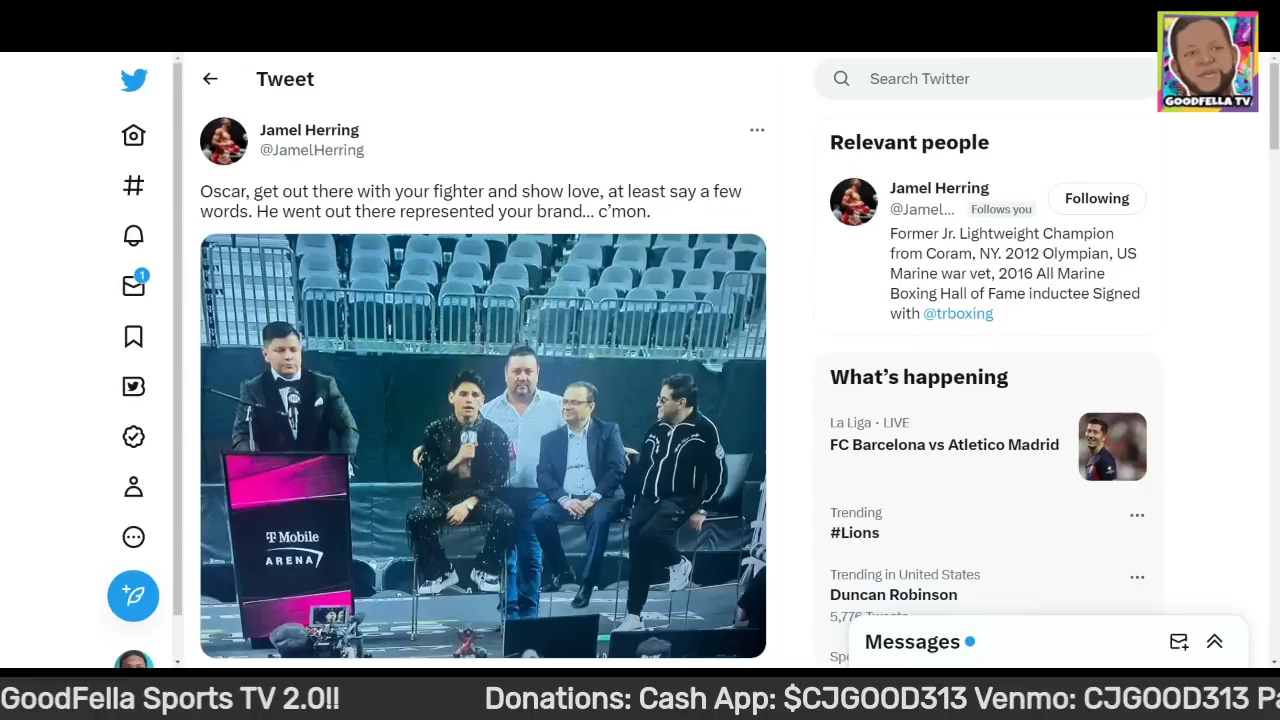 GOODFELLA TV
Tweet
Search Twitter
Jamel Herring
@JamelHerring
Oscar, get out there with your fighter and show love, at least say a few
words. He went out there represented your brand... c’mon.
T Mobile
ARENA
1
Relevant people
Jamel Herring
@Jamel... Follows you
Following
Former Jr. Lightweight Champion
from Coram, NY. 2012 Olympian, US
Marine war vet, 2016 All Marine
Boxing Hall of Fame inductee Signed
with @trboxing
What’s happening
La Liga · LIVE
FC Barcelona vs Atletico Madrid
Trending
#Lions
Trending in United States
Duncan Robinson
5,776 Tweets
Messages
GoodFella Sports TV 2.0!! Donations: Cash App: $CJGOOD313 Venmo: CJGOOD313